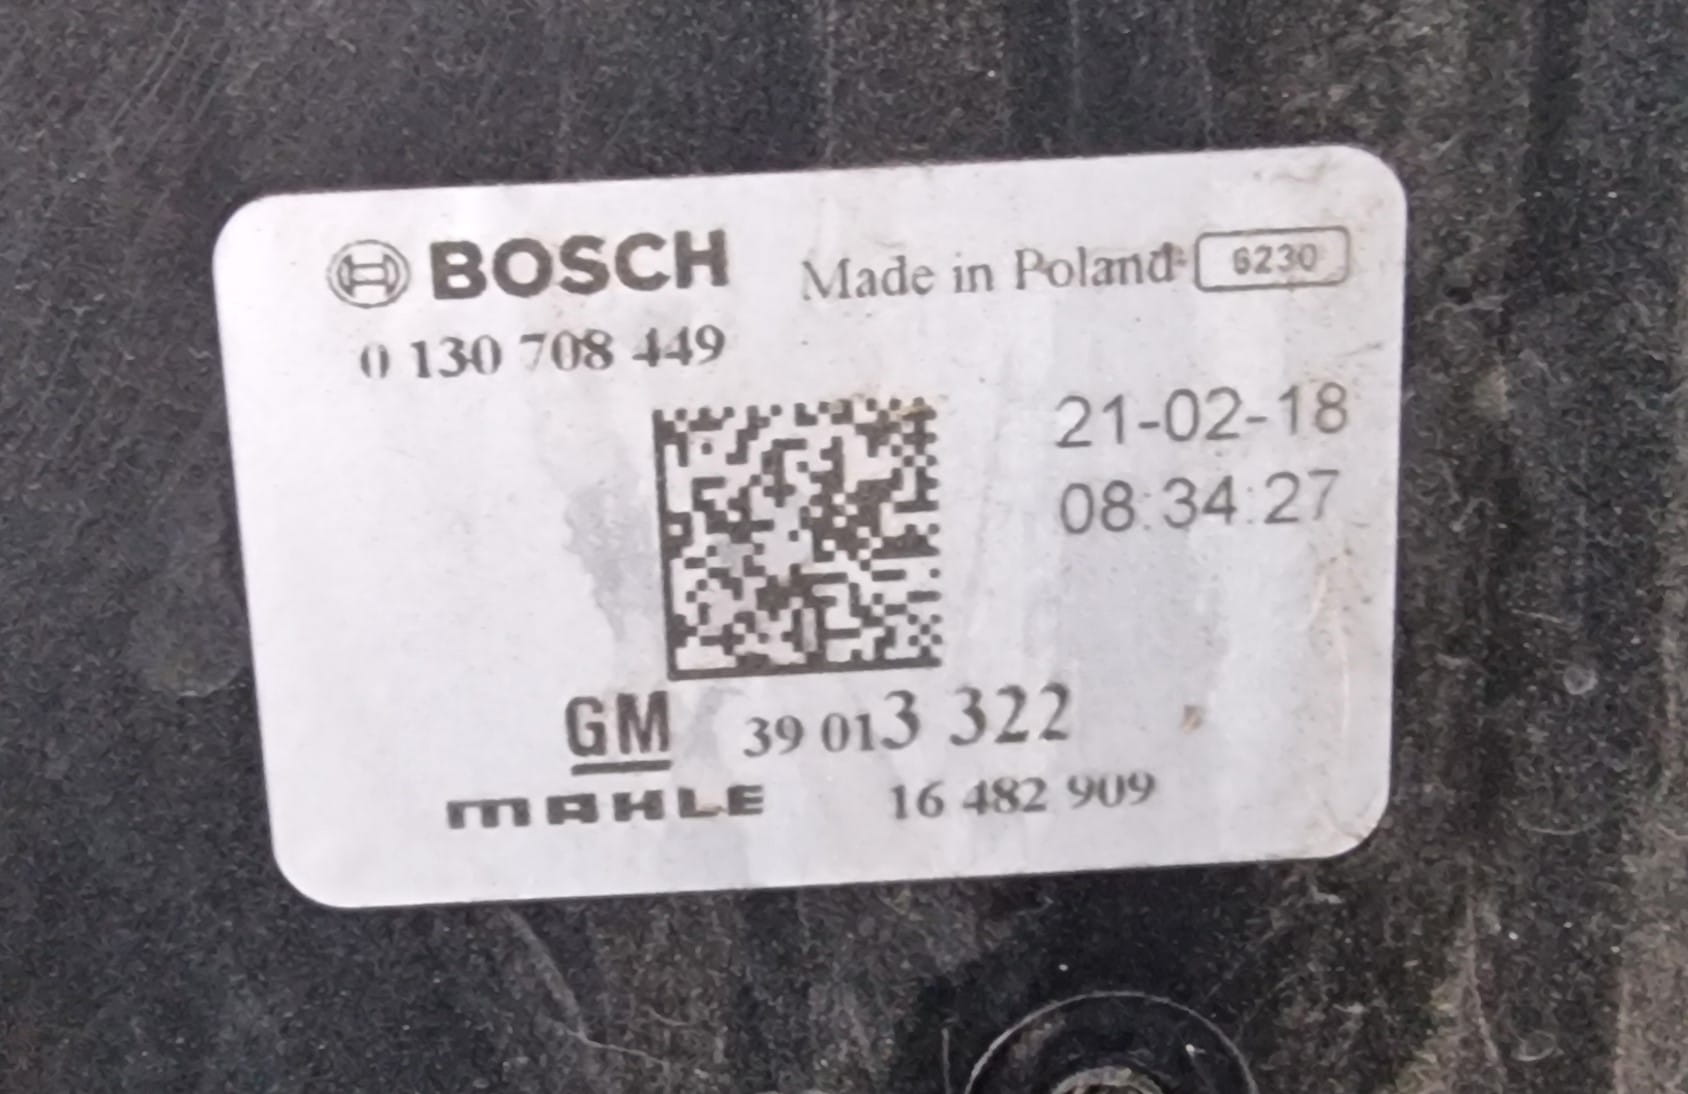 BOSCH Made in Poland 6230
0 130 708 449
21-02-18
08:34:27
GM 39 013 322
MAHLE 16 482 909